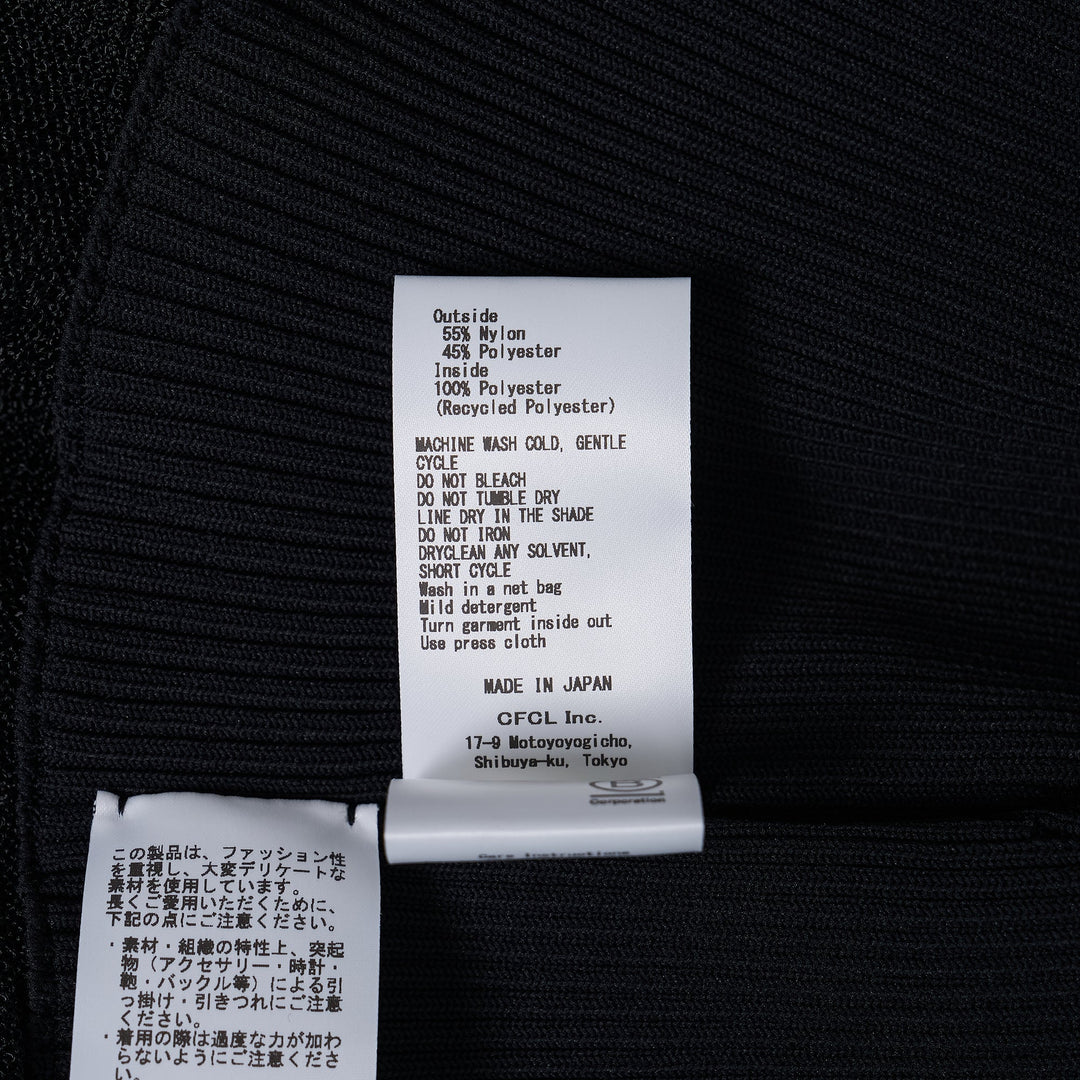 Outside
55% Nylon
45% Polyester
Inside
100% Polyester
(Recycled Polyester)
MACHINE WASH COLD, GENTLE
CYCLE
DO NOT BLEACH
DO NOT TUMBLE DRY
LINE DRY IN THE SHADE
DO NOT IRON
DRYCLEAN ANY SOLVENT,
SHORT CYCLE
Wash in a net bag
Mild detergent
Turn garment inside out
Use press cloth
MADE IN JAPAN
CFCL Inc.
17-9 Motoyoyogicho,
Shibuya-ku, Tokyo
B
Corporation
Care Instructions
この製品は、ファッション性
を重視し、大変デリケートな
素材を使用しています。
長くご愛用いただくために、
下記の点にご注意ください。
・素材・組織の特性上、突起
物（アクセサリー・時計・
鞄・バックル等）による引
っ掛け・引きつれにご注意
ください。
・着用の際は過度な力が加わ
らないようにご注意くださ
い。